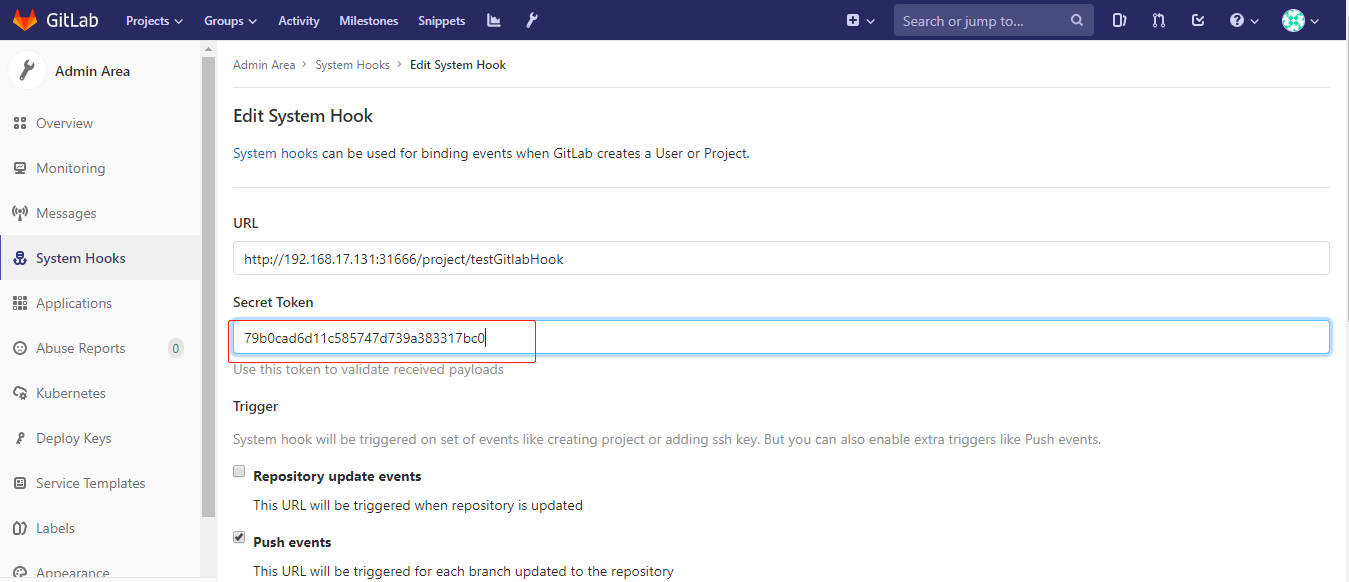 GitLab Projects Groups Activity Milestones Snippets Search or jump to...
Admin Area
Overview
Monitoring
Messages
System Hooks
Applications
Abuse Reports 0
Kubernetes
Deploy Keys
Service Templates
Labels
Appearance
Admin Area > System Hooks > Edit System Hook
Edit System Hook
System hooks can be used for binding events when GitLab creates a User or Project.
URL
http://192.168.17.131:31666/project/testGitlabHook
Secret Token
79b0cad6d11c585747d739a383317bc0
Use this token to validate received payloads
Trigger
System hook will be triggered on set of events like creating project or adding ssh key. But you can also enable extra triggers like Push events.
Repository update events
This URL will be triggered when repository is updated
Push events
This URL will be triggered for each branch updated to the repository